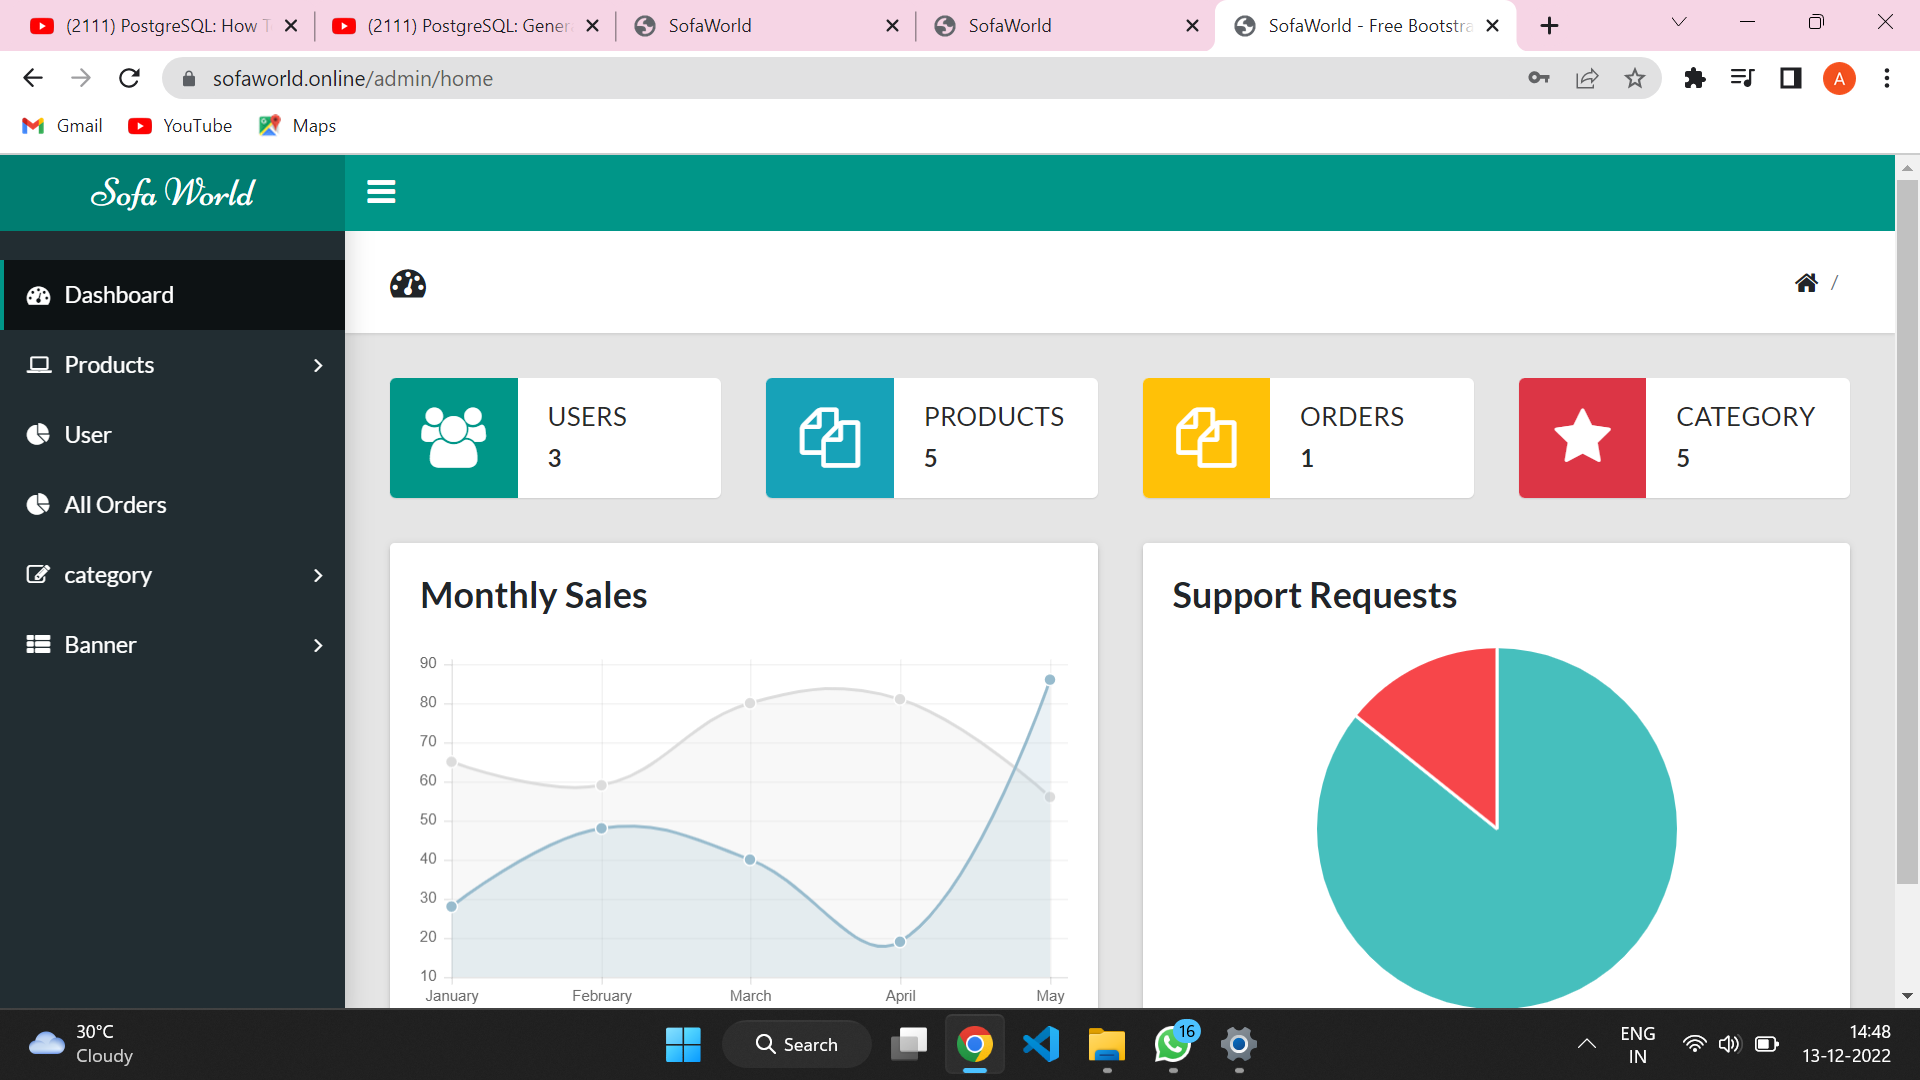 (2111) PostgreSQL: How T
(2111) PostgreSQL: Gener
SofaWorld
SofaWorld
SofaWorld - Free Bootstra
sofaworld.online/admin/home
A
Gmail
YouTube
Maps
Sofa World
/
Dashboard
Products
User
All Orders
category
Banner
USERS
3
PRODUCTS
5
ORDERS
1
CATEGORY
5
Monthly Sales
90
80
70
60
50
40
30
20
10
January
February
March
April
May
Support Requests
30°C
Cloudy
Search
16
ENG
IN
14:48
13-12-2022